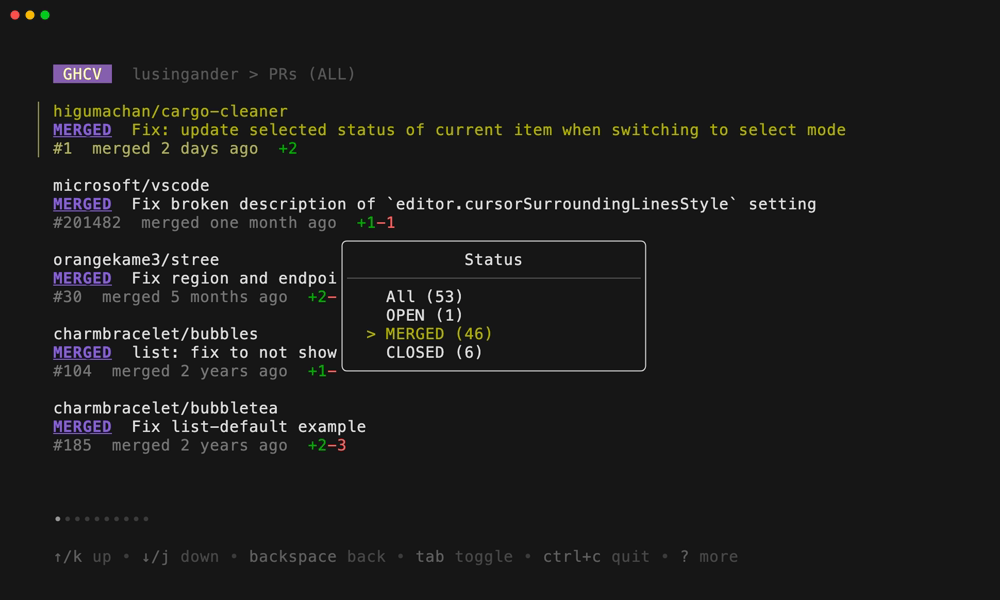 GHCV lusingander > PRs (ALL)
higumachan/cargo-cleaner
MERGED Fix: update selected status of current item when switching to select mode
#1 merged 2 days ago +2
microsoft/vscode
MERGED Fix broken description of `editor.cursorSurroundingLinesStyle` setting
#201482 merged one month ago +1-1
orangekame3/stree
MERGED Fix region and endpoi
#30 merged 5 months ago +2-
charmbracelet/bubbles
MERGED list: fix to not show
#104 merged 2 years ago +1-
Status
All (53)
OPEN (1)
> MERGED (46)
CLOSED (6)
charmbracelet/bubbletea
MERGED Fix list-default example
#185 merged 2 years ago +2-3
↑/k up • ↓/j down • backspace back • tab toggle • ctrl+c quit • ? more